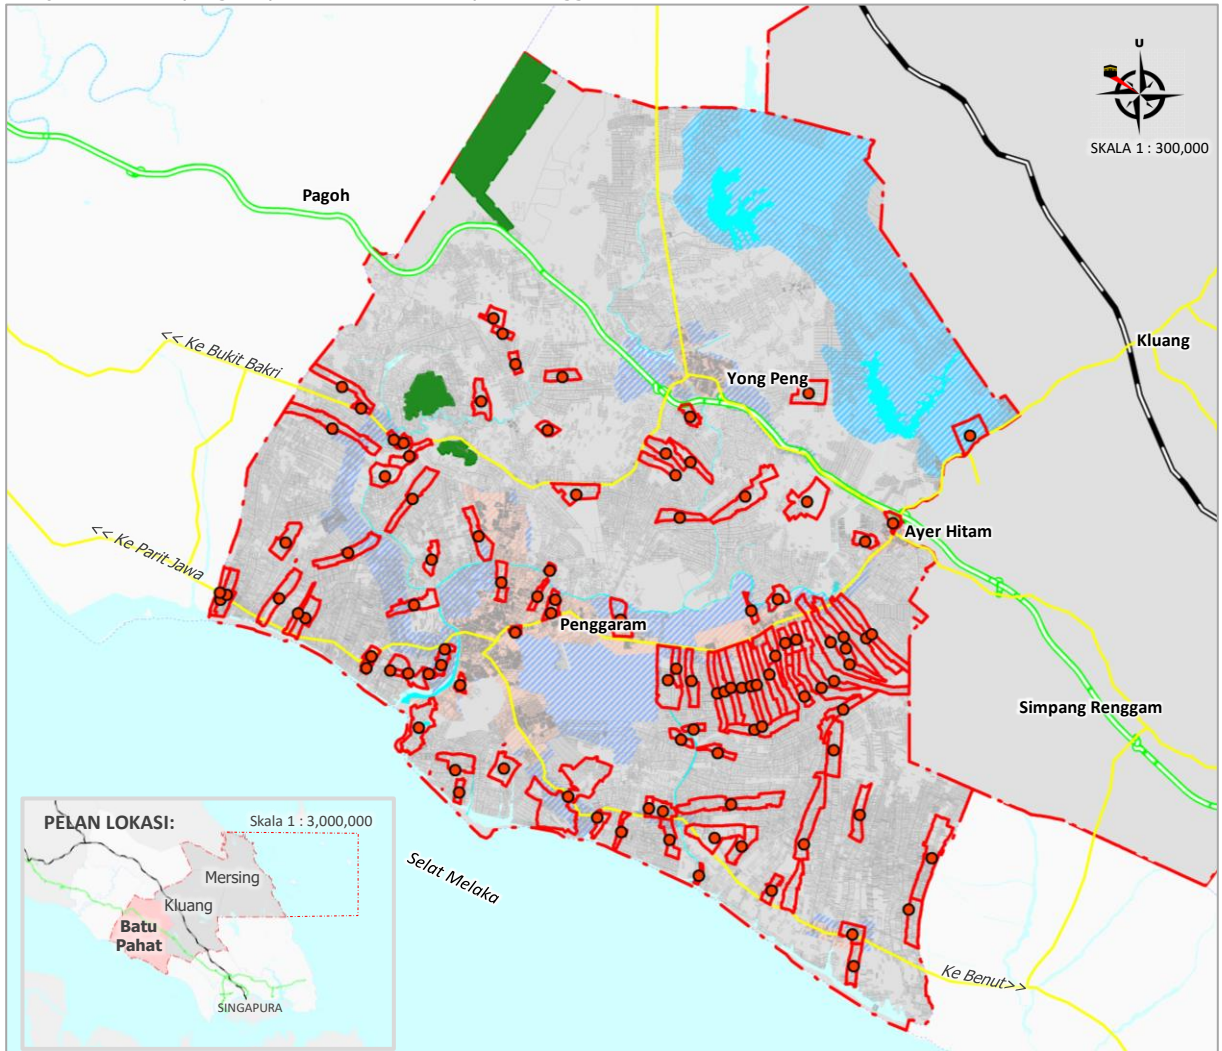 U
SKALA 1 : 300,000
Pagoh
<< Ke Bukit Bakri
Kluang
Yong Peng
Ayer Hitam
<< Ke Parit Jawa
Penggaram
Simpang Renggam
PELAN LOKASI:
Skala 1 : 3,000,000
Mersing
Kluang
Batu
Pahat
SINGAPURA
Selat Melaka
Ke Benut>>